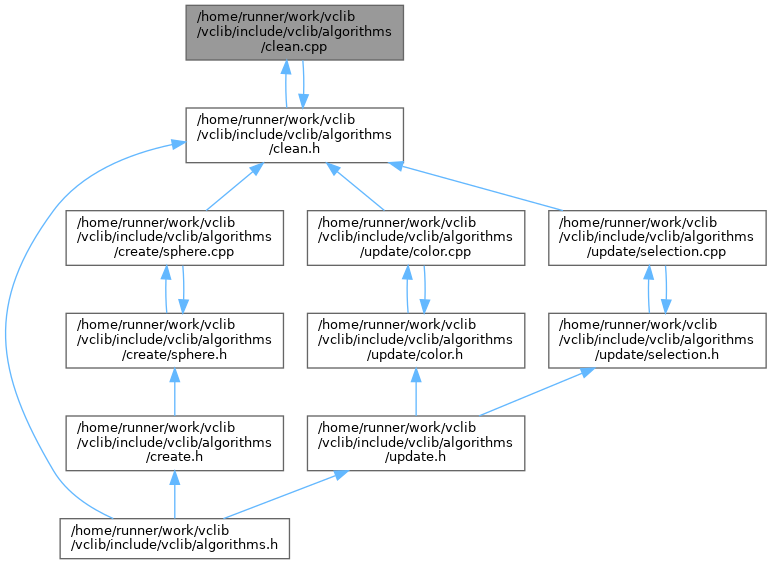 /home/runner/work/vclib
/vclib/include/vclib/algorithms
/clean.cpp
/home/runner/work/vclib
/vclib/include/vclib/algorithms
/clean.h
/home/runner/work/vclib
/vclib/include/vclib/algorithms
/create/sphere.cpp
/home/runner/work/vclib
/vclib/include/vclib/algorithms
/update/color.cpp
/home/runner/work/vclib
/vclib/include/vclib/algorithms
/update/selection.cpp
/home/runner/work/vclib
/vclib/include/vclib/algorithms
/create/sphere.h
/home/runner/work/vclib
/vclib/include/vclib/algorithms
/update/color.h
/home/runner/work/vclib
/vclib/include/vclib/algorithms
/update/selection.h
/home/runner/work/vclib
/vclib/include/vclib/algorithms
/create.h
/home/runner/work/vclib
/vclib/include/vclib/algorithms
/update.h
/home/runner/work/vclib
/vclib/include/vclib/algorithms.h